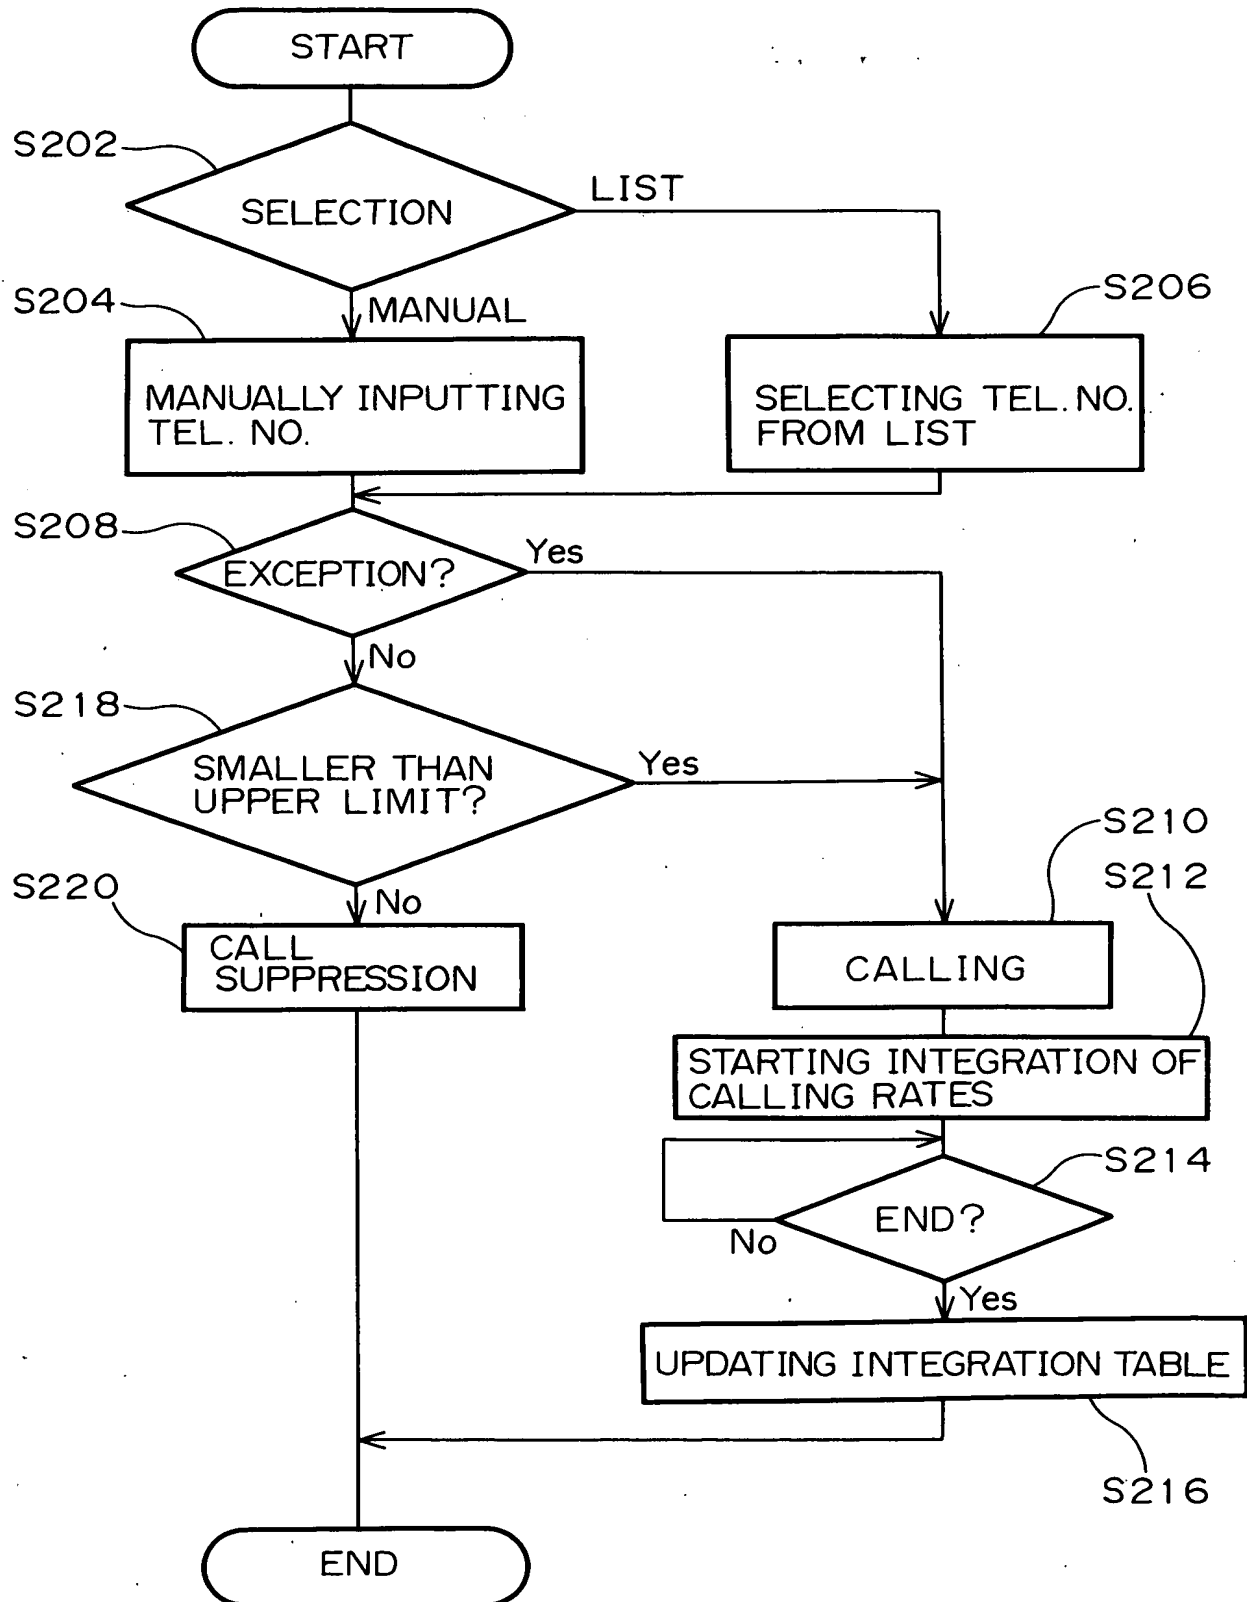 START
S202
SELECTION
LIST
S204
MANUAL
S206
MANUALLY INPUTTING
TEL. NO.
SELECTING TEL. NO.
FROM LIST
S208
EXCEPTION?
Yes
No
S218
SMALLER THAN
UPPER LIMIT?
Yes
S210
S220
No
S212
CALL
SUPPRESSION
CALLING
STARTING INTEGRATION OF
CALLING RATES
S214
END?
No
Yes
UPDATING INTEGRATION TABLE
S216
END